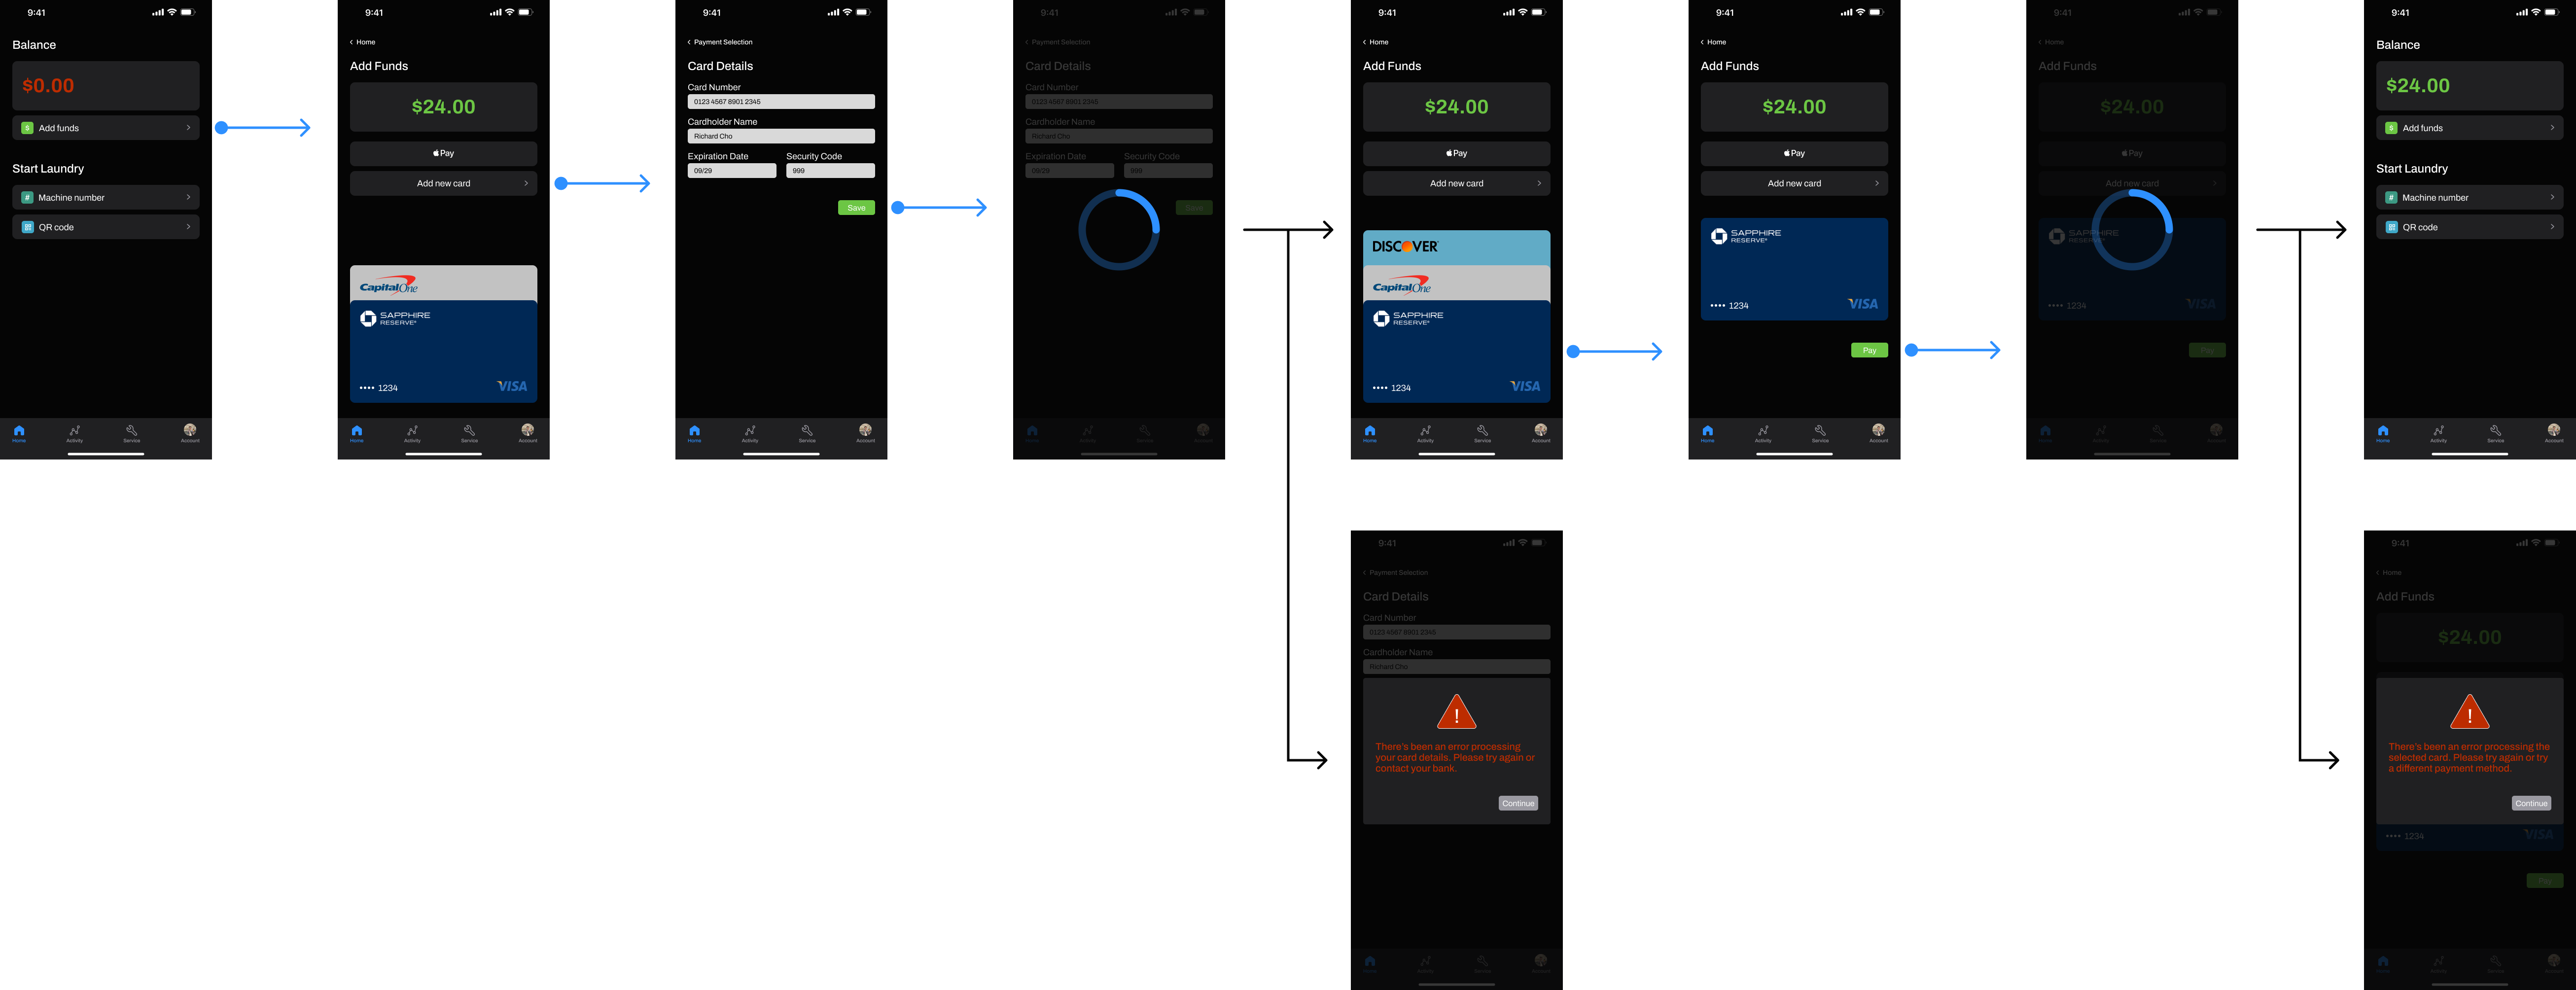 9:41
Balance
$0.00
Add funds
Start Laundry
Machine number
QR code
Home
Activity
Service
Account
9:41
Home
Add Funds
$24.00
Pay
Add new card
CapitalOne
SAPPHIRE
RESERVE®
•••• 1234
VISA
Home
Activity
Service
Account
9:41
Payment Selection
Card Details
Card Number
0123 4567 8901 2345
Cardholder Name
Richard Cho
Expiration Date Security Code
09/29 999
Save
Home
Activity
Service
Account
9:41
Payment Selection
Card Details
Card Number
0123 4567 8901 2345
Cardholder Name
Richard Cho
Expiration Date Security Code
09/29 999
Save
Home
Activity
Service
Account
9:41
Home
Add Funds
$24.00
Pay
Add new card
DISCOVER
CapitalOne
SAPPHIRE
RESERVE®
•••• 1234
VISA
Home
Activity
Service
Account
9:41
Home
Add Funds
$24.00
Pay
Add new card
SAPPHIRE
RESERVE®
•••• 1234
VISA
Pay
Home
Activity
Service
Account
9:41
Home
Add Funds
$24.00
Pay
Add new card
SAPPHIRE
RESERVE®
•••• 1234
VISA
Pay
Home
Activity
Service
Account
9:41
Balance
$24.00
Add funds
Start Laundry
Machine number
QR code
Home
Activity
Service
Account
9:41
Payment Selection
Card Details
Card Number
0123 4567 8901 2345
Cardholder Name
Richard Cho
There's been an error processing
your card details. Please try again or
contact your bank.
Continue
Home
Activity
Service
Account
9:41
Home
Add Funds
$24.00
There's been an error processing the
selected card. Please try again or try
a different payment method.
Continue
•••• 1234
VISA
Pay
Home
Activity
Service
Account